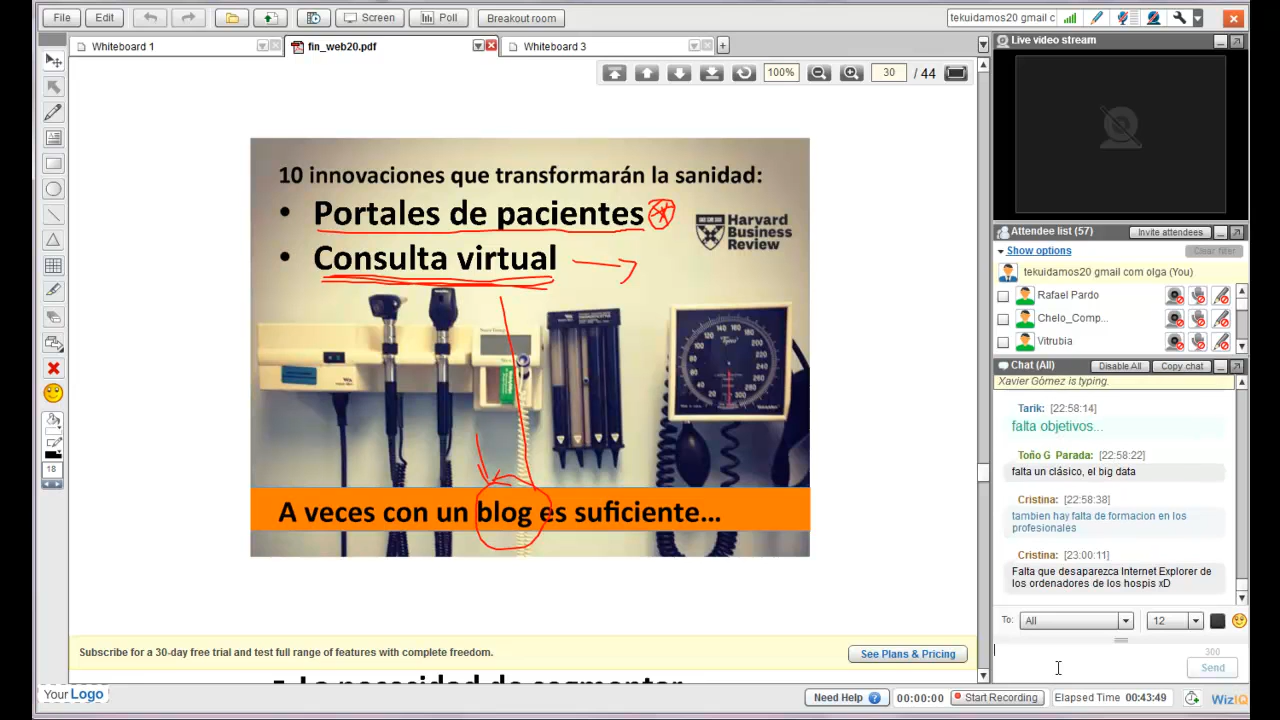 File
Edit
Screen
Poll
Breakout room
tekuidamos20 gmail c
Whiteboard 1
fin_web20.pdf
Whiteboard 3
Live video stream
100%
30
/ 44
10 innovaciones que transformarán la sanidad:
• Portales de pacientes
• Consulta virtual
Harvard
Business
Review
A veces con un blog es suficiente...
Attendee list (57)
Invite attendees
Show options
Clear filter
tekuidamos20 gmail com olga (You)
Rafael Pardo
Chelo_Comp...
Vitrubia
Chat (All)
Disable All
Copy chat
Xavier Gómez is typing.
Tarik: [22:58:14]
falta objetivos...
Toño G Parada: [22:58:22]
falta un clásico, el big data
Cristina: [22:58:38]
tambien hay falta de formacion en los
profesionales
Cristina: [23:00:11]
Falta que desaparezca Internet Explorer de
los ordenadores de los hospis xD
To:
All
12
300
Send
18
Subscribe for a 30-day free trial and test full range of features with complete freedom.
See Plans & Pricing
La necesidad de segmentar
Your Logo
Need Help ?
00:00:00
Start Recording
Elapsed Time 00:43:49
WizIQ